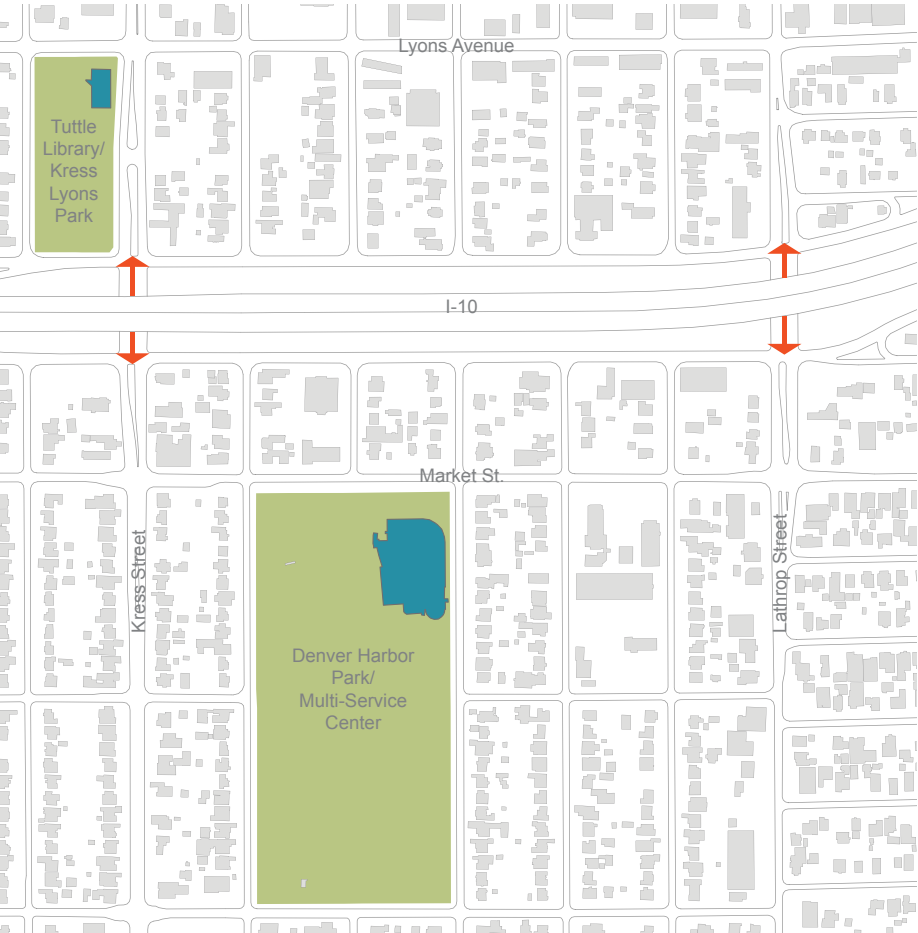 Lyons Avenue
Tuttle
Library/
Kress
Lyons
Park
I-10
Market St.
Kress Street
Lathrop Street
Denver Harbor
Park/
Multi-Service
Center